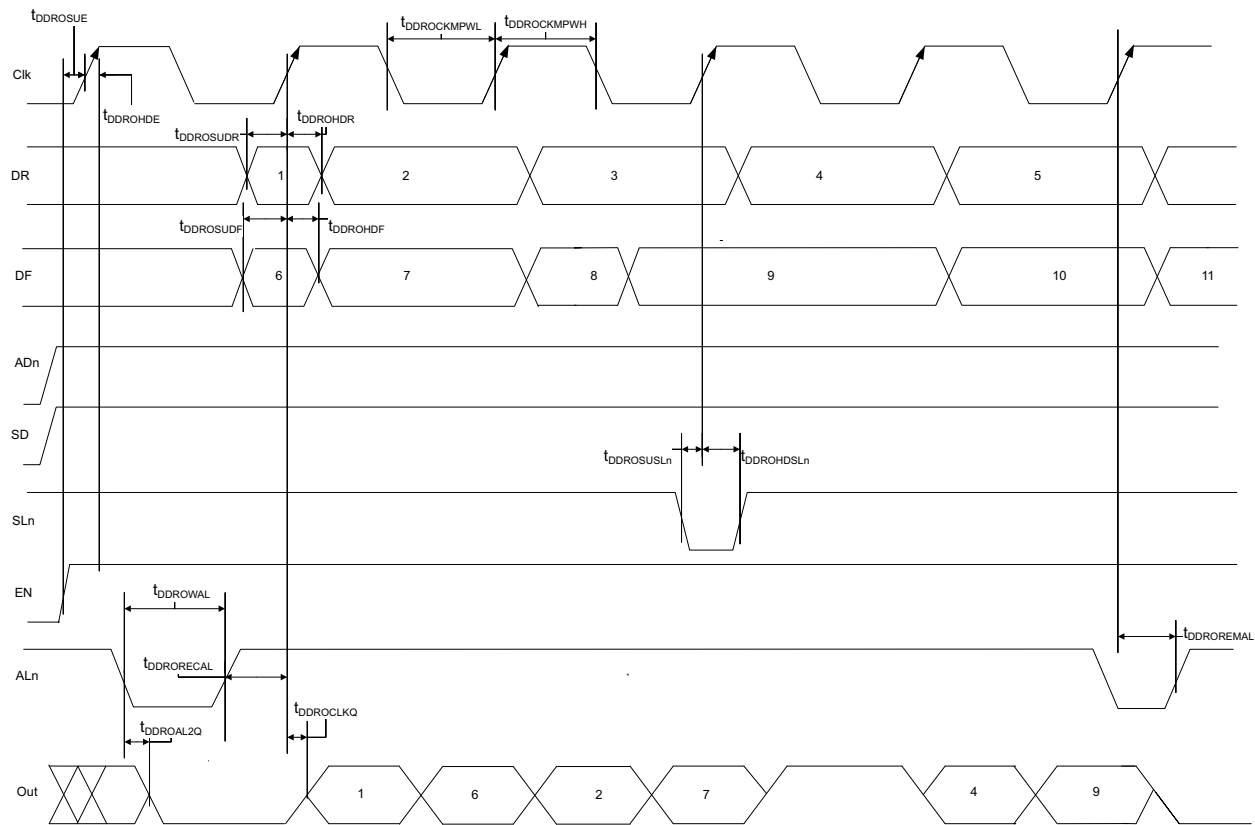 tDDROSUE
tDDROCKMPWL
tDDROCKMPWH
Clk
tDDROHDE
tDDROSUDR
tDDROHDR
DR
1
2
3
4
5
tDDROSUDF
tDDROHDF
DF
6
7
8
9
10
11
ADn
SD
tDDROSUSLn
tDDROHDSLn
SLn
EN
tDDROWAL
tDDRORECAL
tDDROREMAL
ALn
tDDROAL2Q
tDDROCLKQ
Out
1
6
2
7
4
9